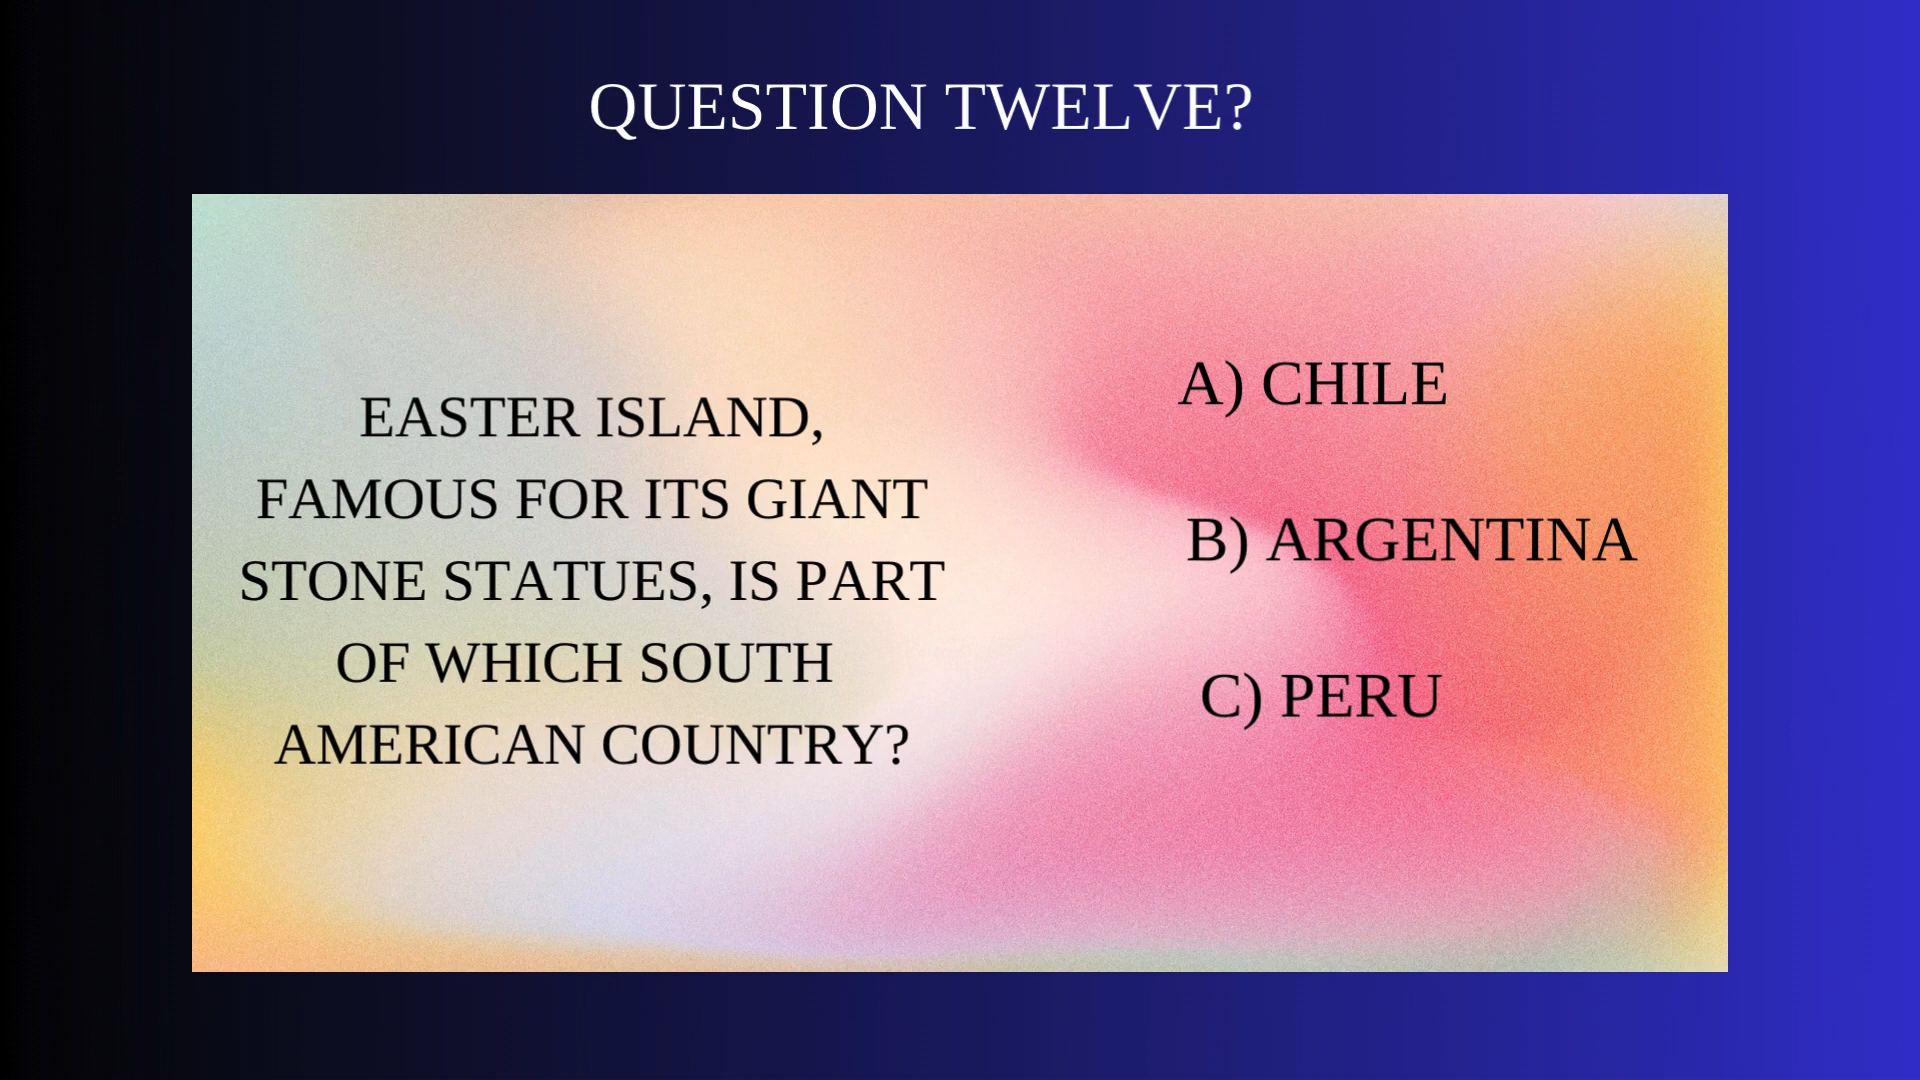 QUESTION TWELVE?
EASTER ISLAND,
FAMOUS FOR ITS GIANT
STONE STATUES, IS PART
OF WHICH SOUTH
AMERICAN COUNTRY?
A) CHILE
B) ARGENTINA
C) PERU